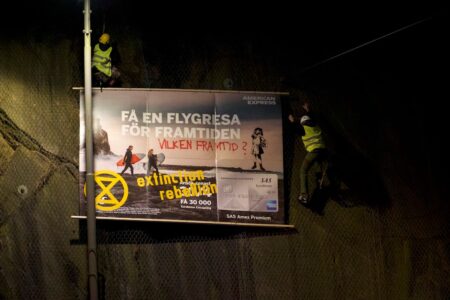 AMERICAN
EXPRESS
FÅ EN FLYGRESA
FÖR FRAMTIDEN
VILKEN FRAMTID?
extinction
rebellion
SAS
FÅ 30 000
SAS Amex Premium